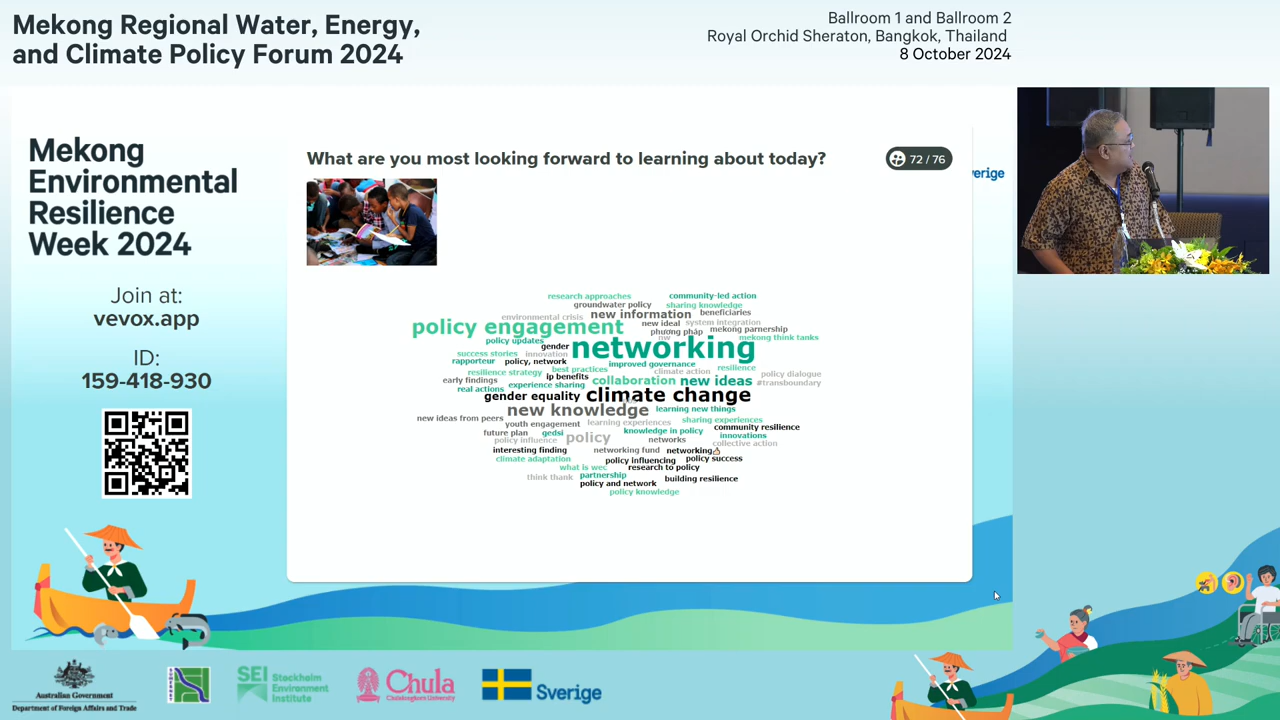 Mekong Regional Water, Energy,
and Climate Policy Forum 2024
Ballroom 1 and Ballroom 2
Royal Orchid Sheraton, Bangkok, Thailand
8 October 2024
Mekong
Environmental
Resilience
Week 2024
Join at:
vevox.app
ID:
159-418-930
What are you most looking forward to learning about today?
72 / 76
verige
research approaches
community-led action
groundwater policy
sharing knowledge
environmental crisis
new information
beneficiaries
policy engagement
new ideal
system integration
phương pháp
mekong parnership
nw
mekong think tanks
policy updates
gender
networking
success stories
innovation
rapporteur
policy, network
improved governance
best practices
climate action
resilience
resilience strategy
ip benefits
policy dialogue
early findings
experience sharing
collaboration
new ideas
#transboundary
real actions
gender equality
climate change
new knowledge
learning new things
new ideas from peers
youth engagement
learning experiences
sharing experiences
future plan
gedsi
knowledge in policy
community resilience
policy influence
policy
networks
innovations
collective action
interesting finding
networking fund
networking👍
climate adaptation
policy influencing
policy success
what is wec
research to policy
think thank
partnership
policy and network
building resilience
policy knowledge
Australian Government
Department of Foreign Affairs and Trade
SUMERNET
SEI
Stockholm
Environment
Institute
Chula
Chulalongkorn University
Sverige